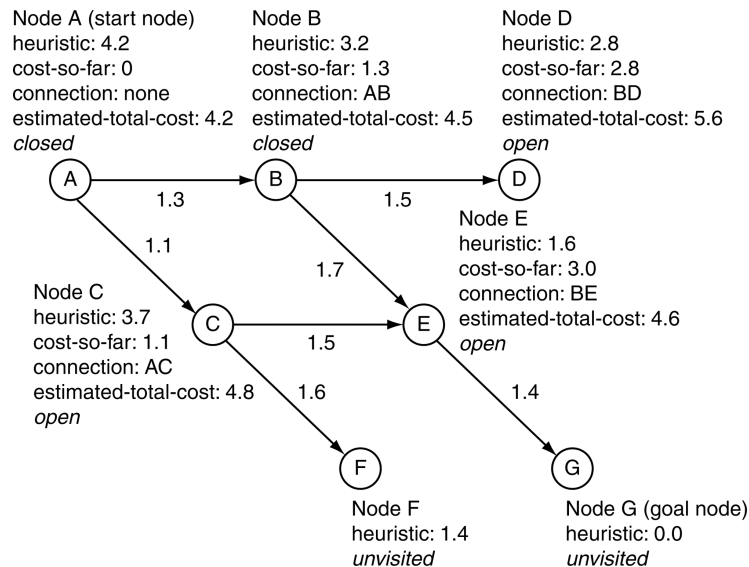 Node A (start node)
heuristic: 4.2
cost-so-far: 0
connection: none
estimated-total-cost: 4.2
closed
Node B
heuristic: 3.2
cost-so-far: 1.3
connection: AB
estimated-total-cost: 4.5
closed
Node D
heuristic: 2.8
cost-so-far: 2.8
connection: BD
estimated-total-cost: 5.6
open
A
1.3
B
1.5
D
1.1
1.7
Node E
heuristic: 1.6
cost-so-far: 3.0
connection: BE
estimated-total-cost: 4.6
open
Node C
heuristic: 3.7
cost-so-far: 1.1
connection: AC
estimated-total-cost: 4.8
open
C
1.5
E
1.6
1.4
F
G
Node F
heuristic: 1.4
unvisited
Node G (goal node)
heuristic: 0.0
unvisited